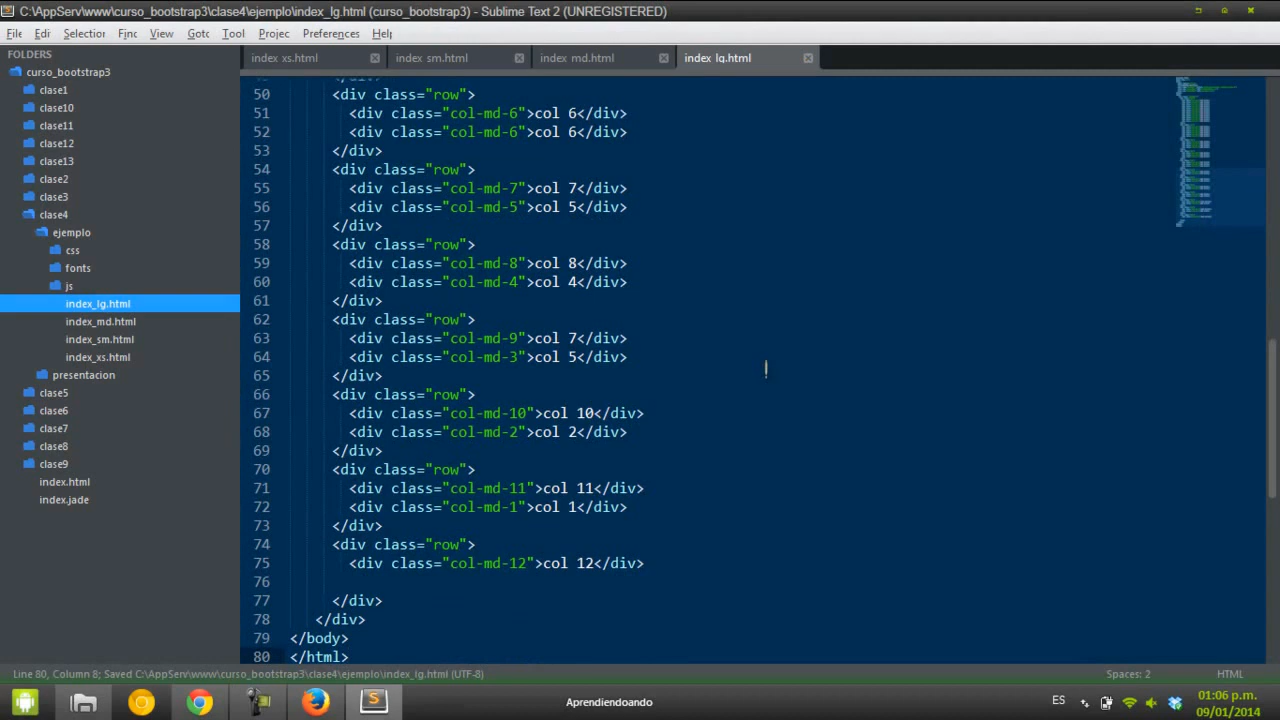 C:\AppServ\www\curso_bootstrap3\clase4\ejemplo\index_lg.html (curso_bootstrap3) - Sublime Text 2 (UNREGISTERED)
File Edi Selection Find View Goto Tool Projec Preferences Help
FOLDERS
curso_bootstrap3
clase1
clase10
clase11
clase12
clase13
clase2
clase3
clase4
ejemplo
css
fonts
js
index_lg.html
index_md.html
index_sm.html
index_xs.html
presentacion
clase5
clase6
clase7
clase8
clase9
index.html
index.jade
index_xs.html index_sm.html index_md.html index_lg.html
49 </div>
50 <div class="row">
51 <div class="col-md-6">col 6</div>
52 <div class="col-md-6">col 6</div>
53 </div>
54 <div class="row">
55 <div class="col-md-7">col 7</div>
56 <div class="col-md-5">col 5</div>
57 </div>
58 <div class="row">
59 <div class="col-md-8">col 8</div>
60 <div class="col-md-4">col 4</div>
61 </div>
62 <div class="row">
63 <div class="col-md-9">col 7</div>
64 <div class="col-md-3">col 5</div>
65 </div>
66 <div class="row">
67 <div class="col-md-10">col 10</div>
68 <div class="col-md-2">col 2</div>
69 </div>
70 <div class="row">
71 <div class="col-md-11">col 11</div>
72 <div class="col-md-1">col 1</div>
73 </div>
74 <div class="row">
75 <div class="col-md-12">col 12</div>
76
77 </div>
78 </div>
79 </body>
80 </html>
Line 80, Column 8; Saved C:\AppServ\www\curso_bootstrap3\clase4\ejemplo\index_lg.html (UTF-8) Spaces: 2 HTML
Aprendiendoando
ES
01:06 p.m.
09/01/2014